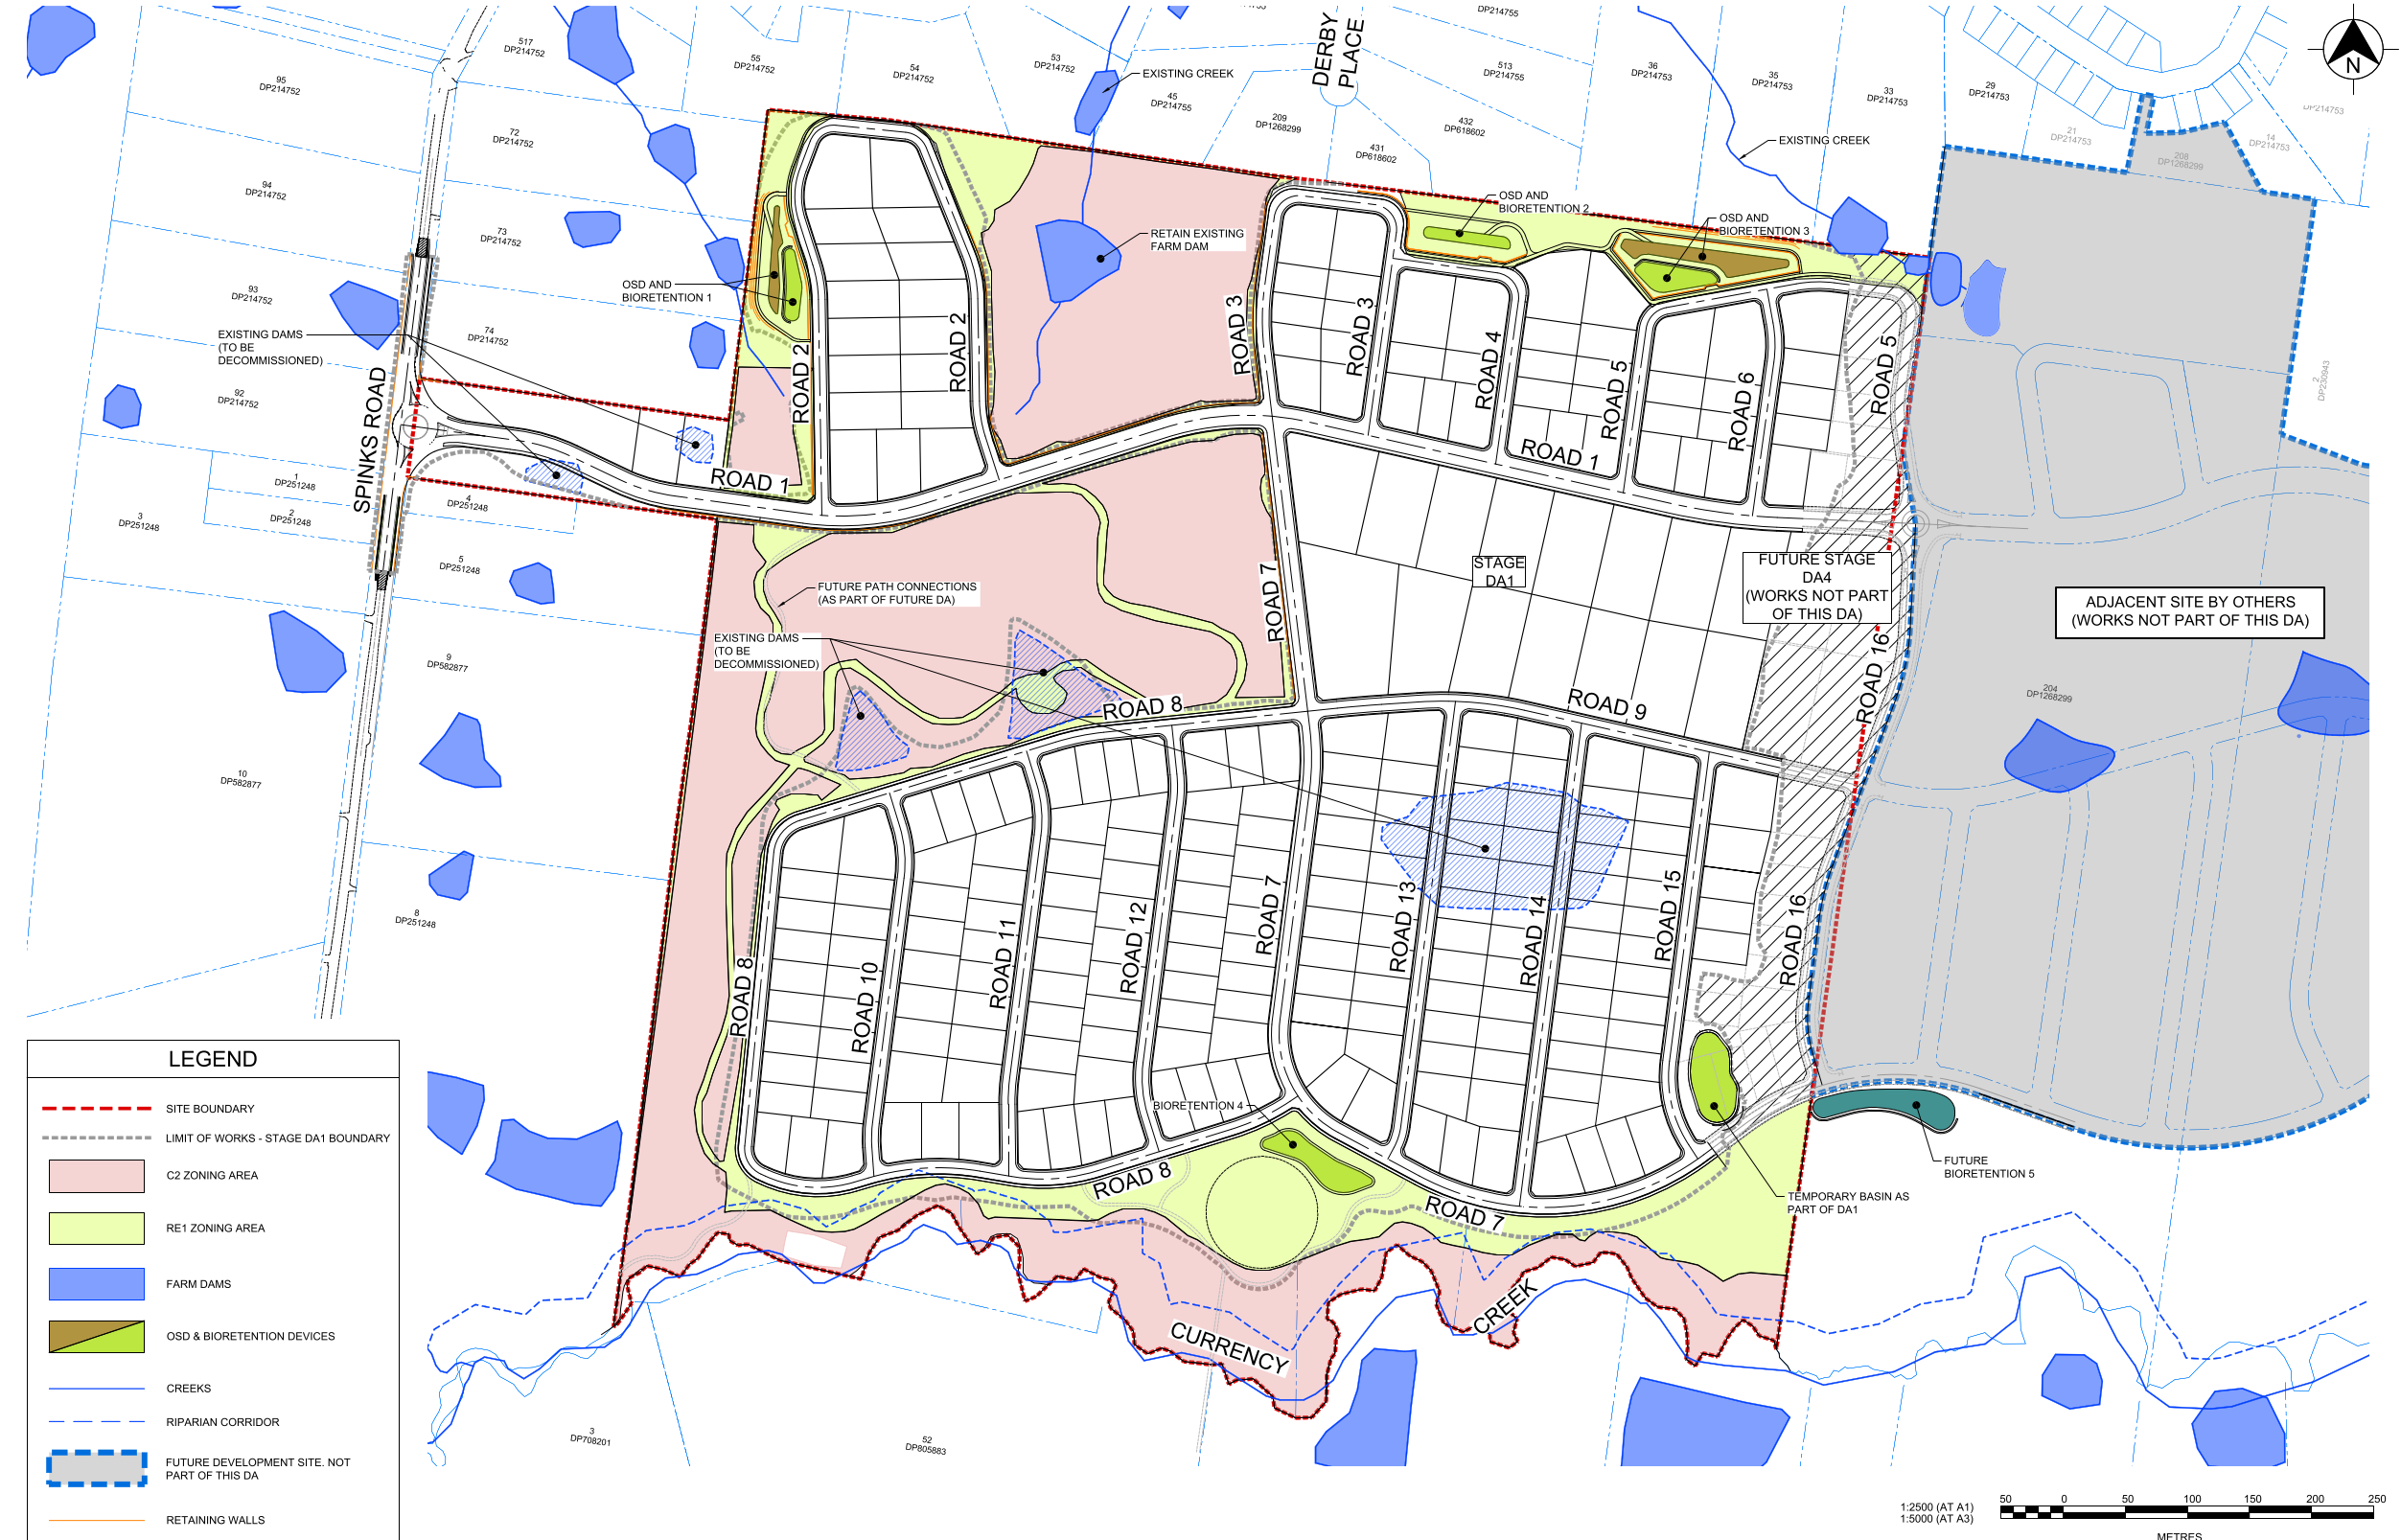 517
DP214752
55
DP214752
54
DP214752
53
DP214752
DP214755
DERBY
PLACE
513
DP214755
36
DP214753
35
DP214753
33
DP214753
29
DP214753
21
DP214753
208
DP1268299
14
DP214753
DP214753
N
95
DP214752
72
DP214752
EXISTING CREEK
45
DP214755
209
DP1268299
432
DP618602
431
DP618602
EXISTING CREEK
94
DP214752
73
DP214752
93
DP214752
74
DP214752
92
DP214752
OSD AND
BIORETENTION 1
RETAIN EXISTING
FARM DAM
OSD AND
BIORETENTION 2
OSD AND
BIORETENTION 3
EXISTING DAMS
(TO BE
DECOMMISSIONED)
SPINKS ROAD
ROAD 2
ROAD 2
ROAD 3
ROAD 3
ROAD 4
ROAD 5
ROAD 6
ROAD 5
2
DP230943
ROAD 1
ROAD 1
1
DP251248
2
DP251248
3
DP251248
4
DP251248
5
DP251248
STAGE
DA1
FUTURE STAGE
DA4
(WORKS NOT PART
OF THIS DA)
ADJACENT SITE BY OTHERS
(WORKS NOT PART OF THIS DA)
FUTURE PATH CONNECTIONS
(AS PART OF FUTURE DA)
EXISTING DAMS
(TO BE
DECOMMISSIONED)
ROAD 7
ROAD 8
ROAD 9
ROAD 16
204
DP1268299
9
DP582877
10
DP582877
8
DP251248
ROAD 8
ROAD 10
ROAD 11
ROAD 12
ROAD 7
ROAD 13
ROAD 14
ROAD 15
ROAD 16
BIORETENTION 4
ROAD 8
ROAD 7
TEMPORARY BASIN AS
PART OF DA1
FUTURE
BIORETENTION 5
CURRENCY
CREEK
3
DP708201
52
DP805883
LEGEND
SITE BOUNDARY
LIMIT OF WORKS - STAGE DA1 BOUNDARY
C2 ZONING AREA
RE1 ZONING AREA
FARM DAMS
OSD & BIORETENTION DEVICES
CREEKS
RIPARIAN CORRIDOR
FUTURE DEVELOPMENT SITE. NOT
PART OF THIS DA
RETAINING WALLS
1:2500 (AT A1)
1:5000 (AT A3)
50 0 50 100 150 200 250
METRES